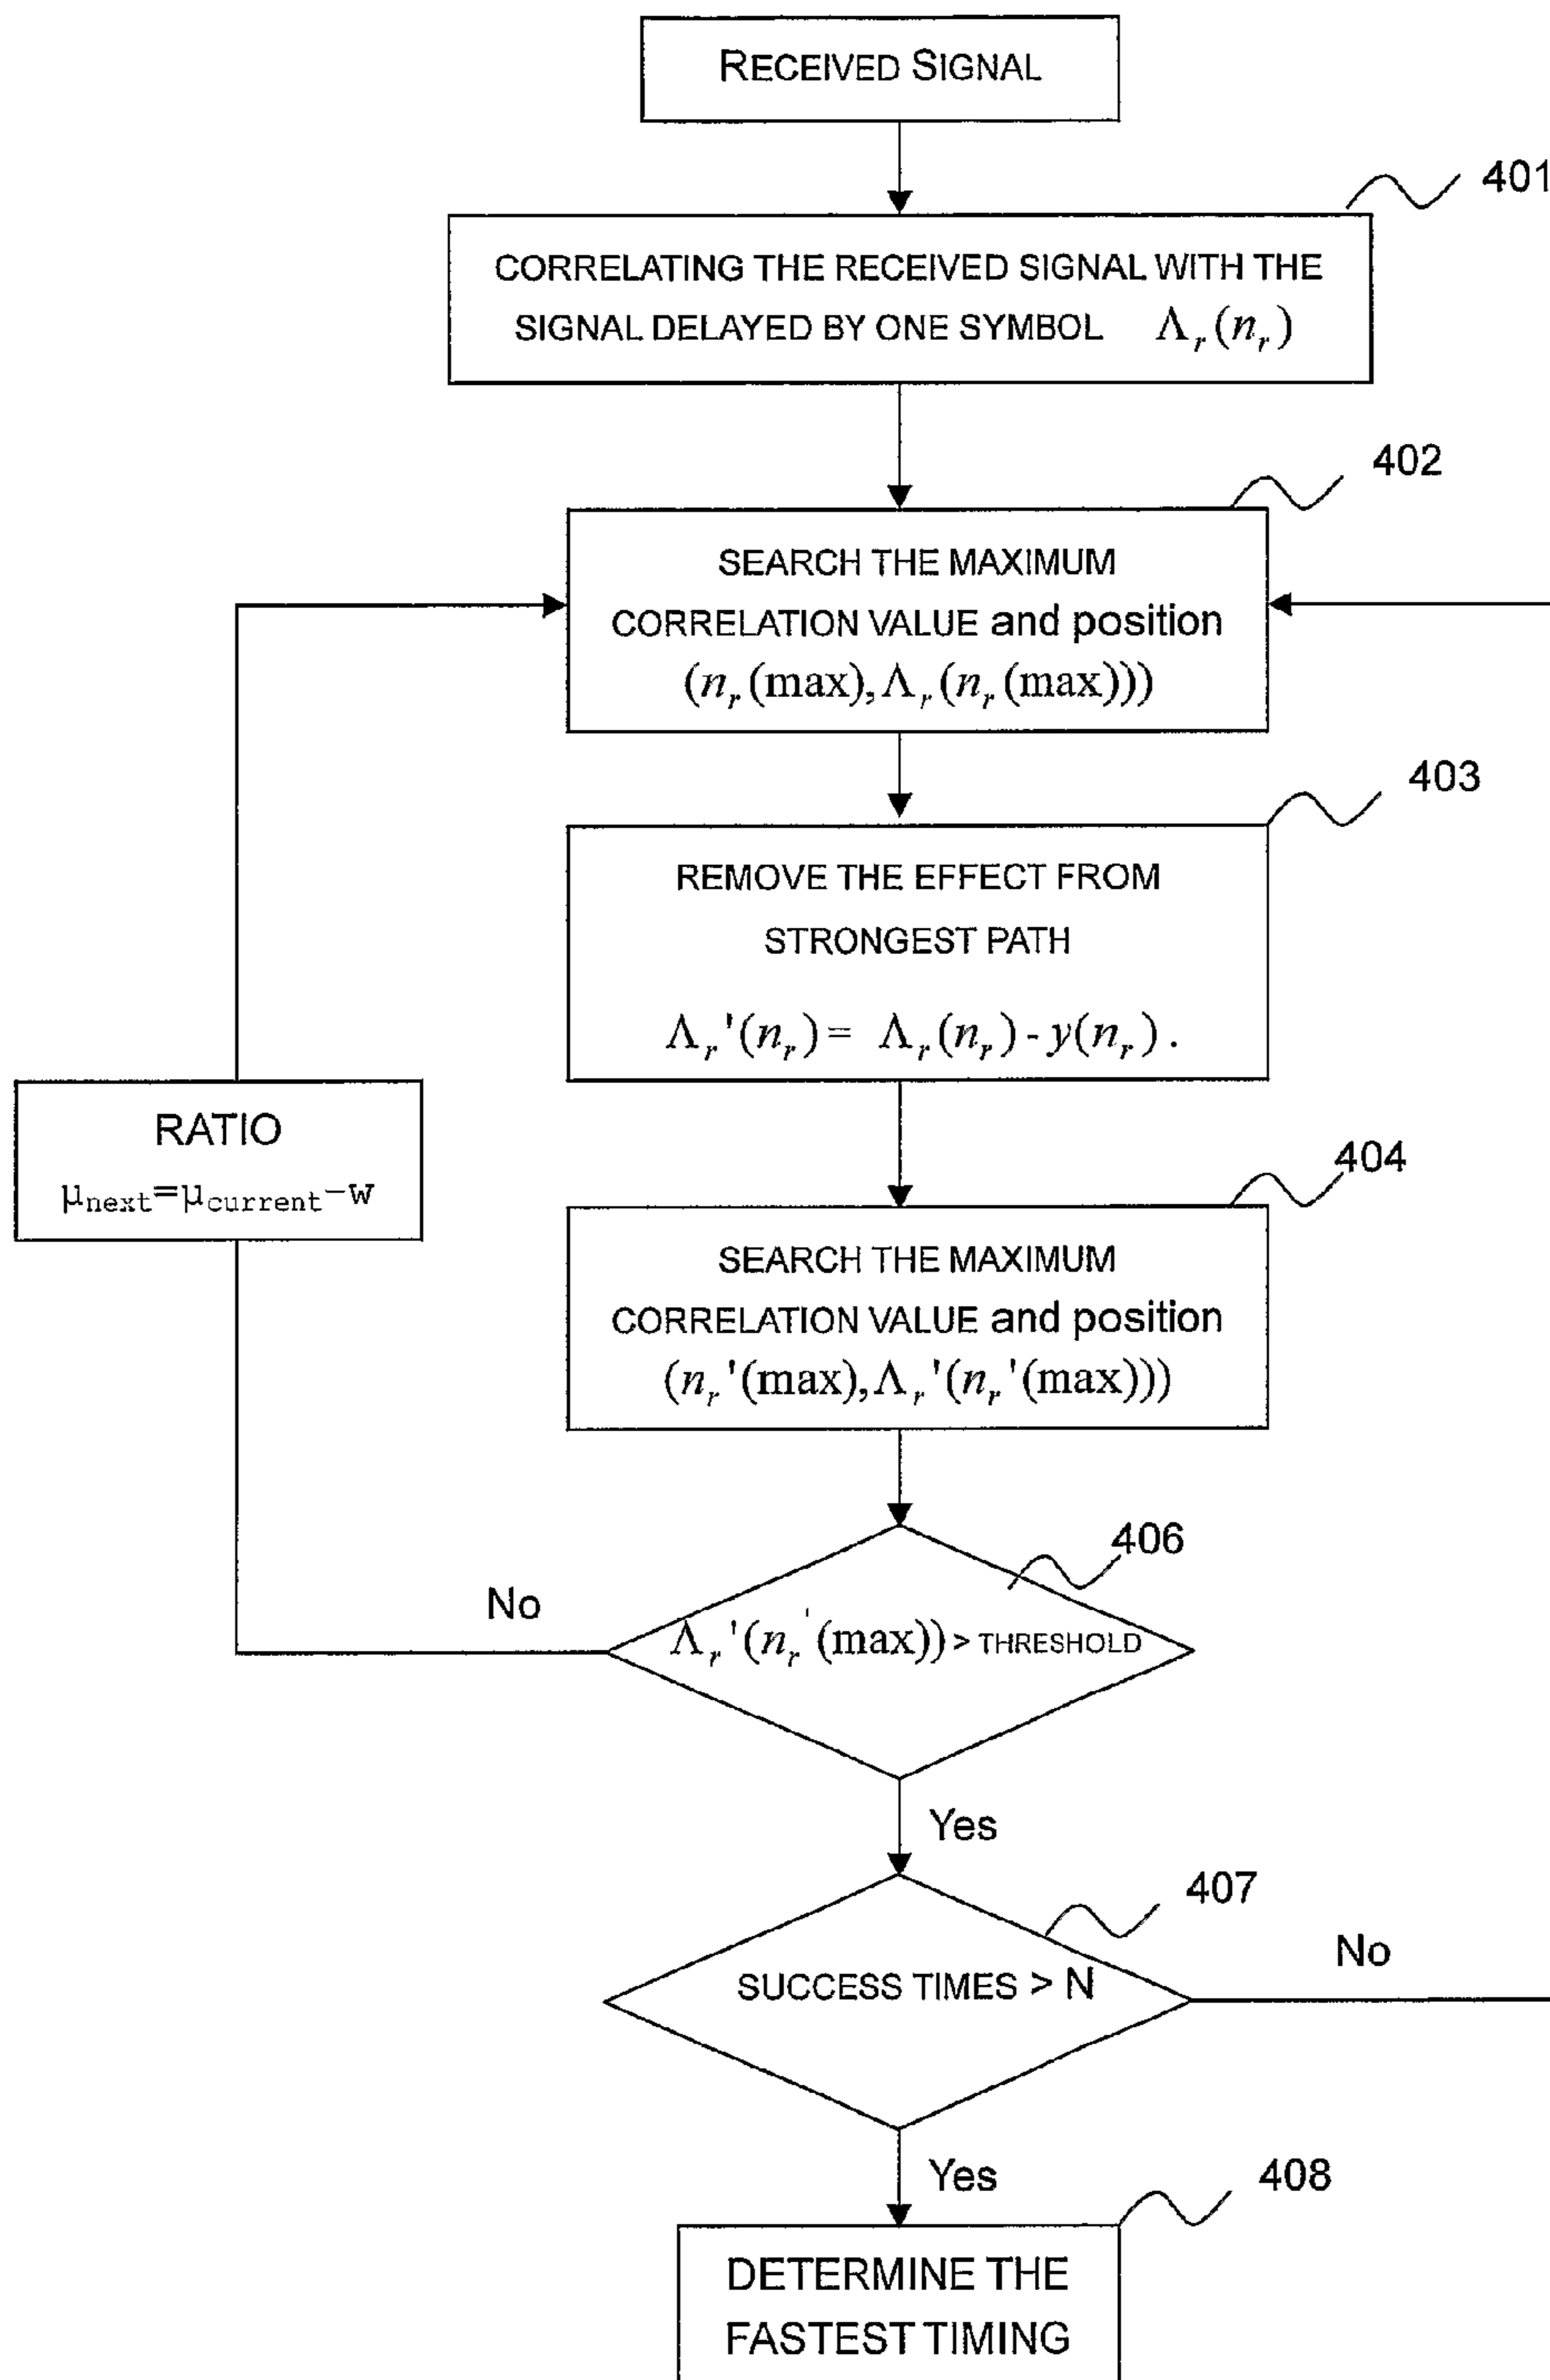 RECEIVED SIGNAL
401
CORRELATING THE RECEIVED SIGNAL WITH THE
SIGNAL DELAYED BY ONE SYMBOL Λr(nr)
402
SEARCH THE MAXIMUM
CORRELATION VALUE and position
(nr(max),Λr(nr(max)))
403
REMOVE THE EFFECT FROM
STRONGEST PATH
Λr'(nr) = Λr(nr) - y(nr).
RATIO
μnext=μcurrent-w
404
SEARCH THE MAXIMUM
CORRELATION VALUE and position
(nr'(max),Λr'(nr'(max)))
406
No
Λr'(nr'(max)) > THRESHOLD
Yes
407
No
SUCCESS TIMES > N
Yes
408
DETERMINE THE
FASTEST TIMING